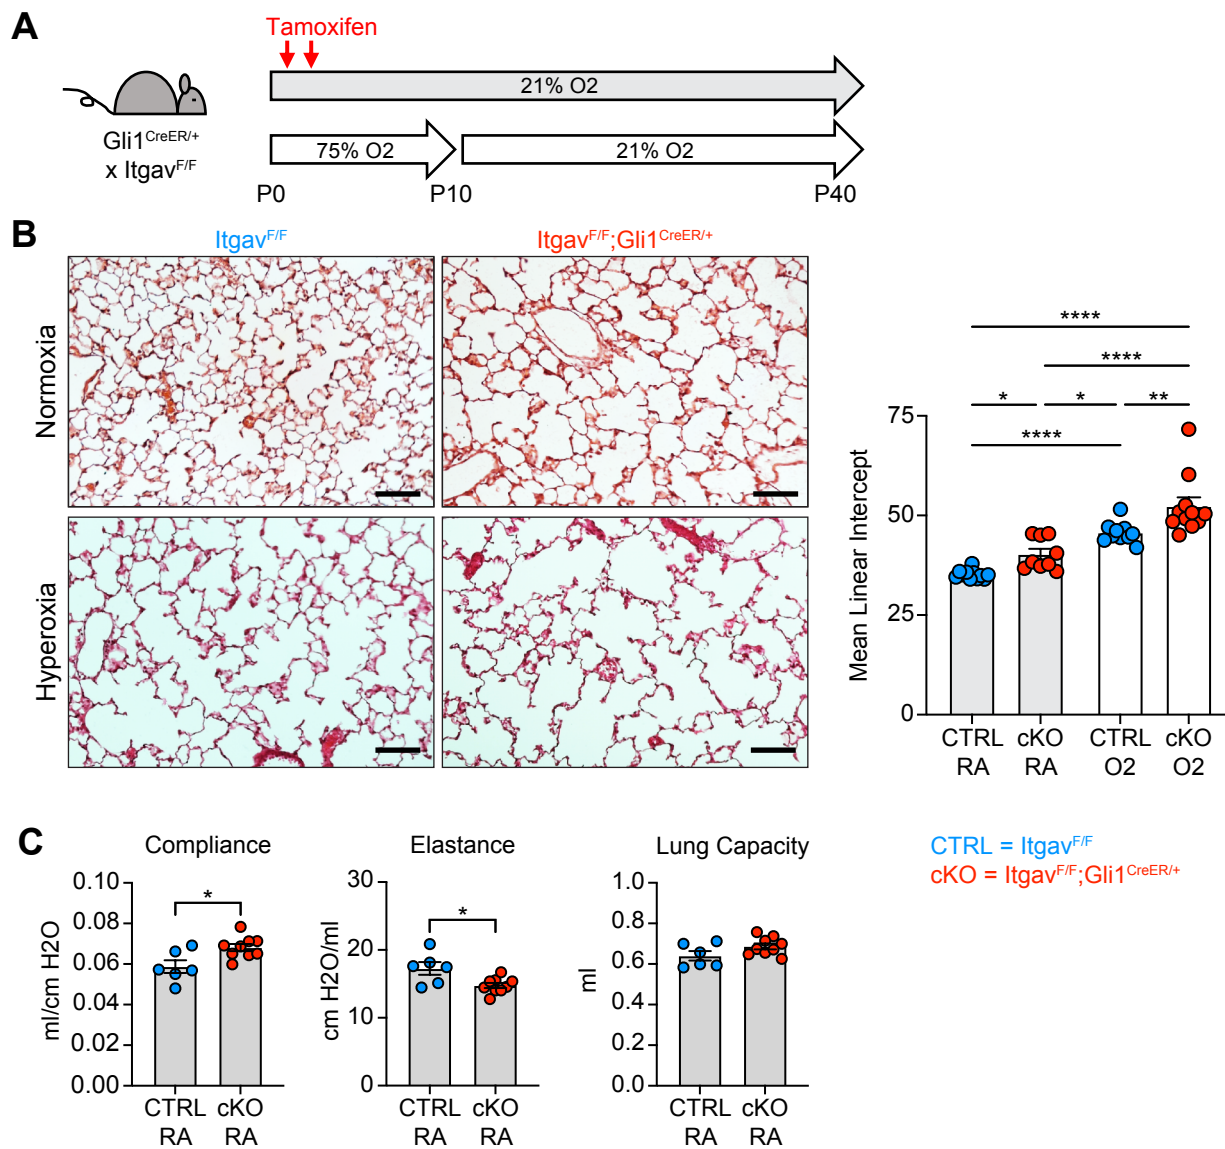 A
Tamoxifen
21% O2
Gli1CreER/+
x ItgavF/F
75% O2
21% O2
P0
P10
P40
B
ItgavF/F
ItgavF/F;Gli1CreER/+
Normoxia
Hyperoxia
****
****
*
*
**
****
Mean Linear Intercept
75
50
25
0
CTRL
RA
cKO
RA
CTRL
O2
cKO
O2
C
Compliance
ml/cm H2O
0.10
0.08
0.06
0.04
0.02
0.00
*
CTRL
RA
cKO
RA
Elastance
cm H2O/ml
30
20
10
0
*
CTRL
RA
cKO
RA
Lung Capacity
ml
1.0
0.8
0.6
0.4
0.2
0.0
CTRL
RA
cKO
RA
CTRL = ItgavF/F
cKO = ItgavF/F;Gli1CreER/+